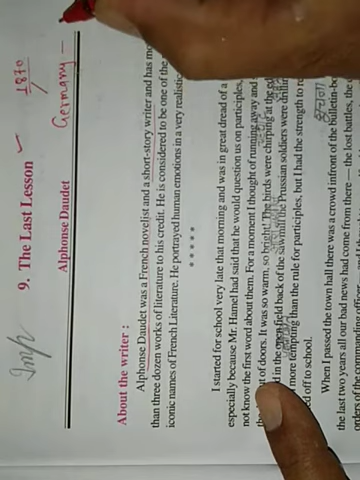 Imp
9. The Last Lesson
1870
Alphonse Daudet
Germany —
About the writer :
Alphonse Daudet was a French novelist and a short-story writer and has
than three dozen works of literature to his credit. He is considered to be one of the
iconic names of French Literature. He portrayed human emotions in a very realistic
*****
I started for school very late that morning and was in great dread of a
especially because Mr. Hamel had said that he would question us on participles,
not know the first word about them. For a moment I thought of running away and
of doors. It was so warm, so bright! The birds were chirping at the
in the open field back of the sawmill the Prussian soldiers were
more tempting than the rule for participles, but I had the strength to
off to school.
When I passed the town hall there was a crowd infront of the bulletin-
the last two years all our bad news had come from there — the lost battles, the
orders of the commanding officer